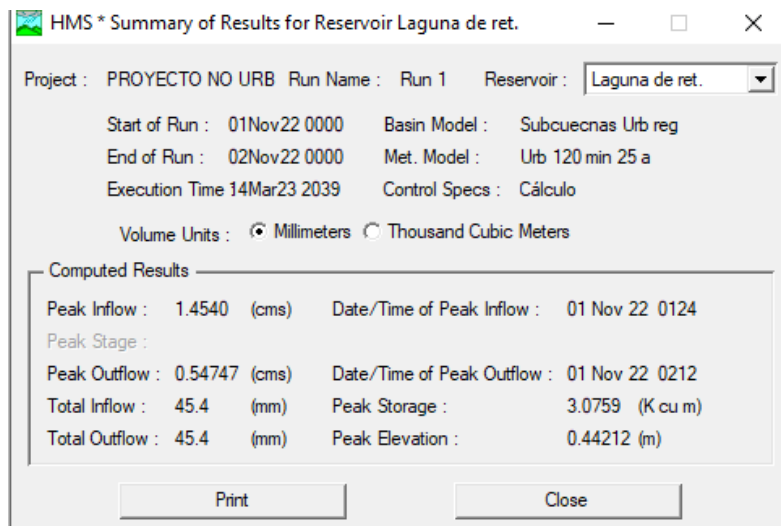 HMS * Summary of Results for Reservoir Laguna de ret.
Project : PROYECTO NO URB Run Name : Run 1 Reservoir : Laguna de ret.
Start of Run : 01Nov22 0000 Basin Model : Subcuecnas Urb reg
End of Run : 02Nov22 0000 Met. Model : Urb 120 min 25 a
Execution Time 14Mar23 2039 Control Specs : Cálculo
Volume Units : Millimeters Thousand Cubic Meters
Computed Results
Peak Inflow : 1.4540 (cms) Date/Time of Peak Inflow : 01 Nov 22 0124
Peak Stage :
Peak Outflow : 0.54747 (cms) Date/Time of Peak Outflow : 01 Nov 22 0212
Total Inflow : 45.4 (mm) Peak Storage : 3.0759 (K cu m)
Total Outflow : 45.4 (mm) Peak Elevation : 0.44212 (m)
Print Close